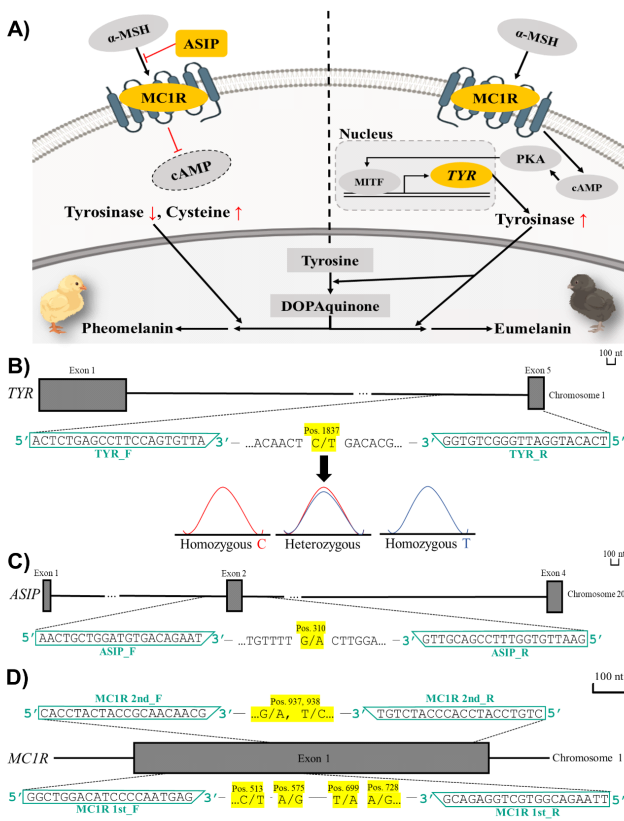 A)
α-MSH
ASIP
MC1R
cAMP
Tyrosinase ↓, Cysteine ↑
α-MSH
MC1R
Nucleus
MITF
TYR
PKA
cAMP
Tyrosinase ↑
Tyrosine
DOPAquinone
Pheomelanin
Eumelanin
B)
100 nt
TYR
Exon 1
...
Exon 5
Chromosome 1
5′ ACTCTGAGCCTTCCAGTGTTA 3′ — …ACAACT C/T GACACG… — GGTGTCGGGTTAGGTACACT 5′
Pos. 1837
TYR_F
TYR_R
Homozygous C
Heterozygous
Homozygous T
C)
100 nt
ASIP
Exon 1
...
Exon 2
...
Exon 4
Chromosome 20
5′ AACTGCTGGATGTGACAGAAT 3′ — …TGTTTT G/A CTTGGA… — GTTGCAGCCTTTGGTGTTAAG 5′
Pos. 310
ASIP_F
ASIP_R
D)
100 nt
MC1R 2nd_F
Pos. 937, 938
MC1R 2nd_R
5′ CACCTACTACCGCAACAACG 3′ — …G/A, T/C… — TGTCTACCCACCTACCTGTC 5′
MC1R
Exon 1
Chromosome 1
Pos. 513
Pos. 575
Pos. 699
Pos. 728
5′ GGCTGGACATCCCCAATGAG 3′ — …C/T — A/G — T/A — A/G… — GCAGAGGTCGTGGCAGAATT 5′
MC1R 1st_F
MC1R 1st_R